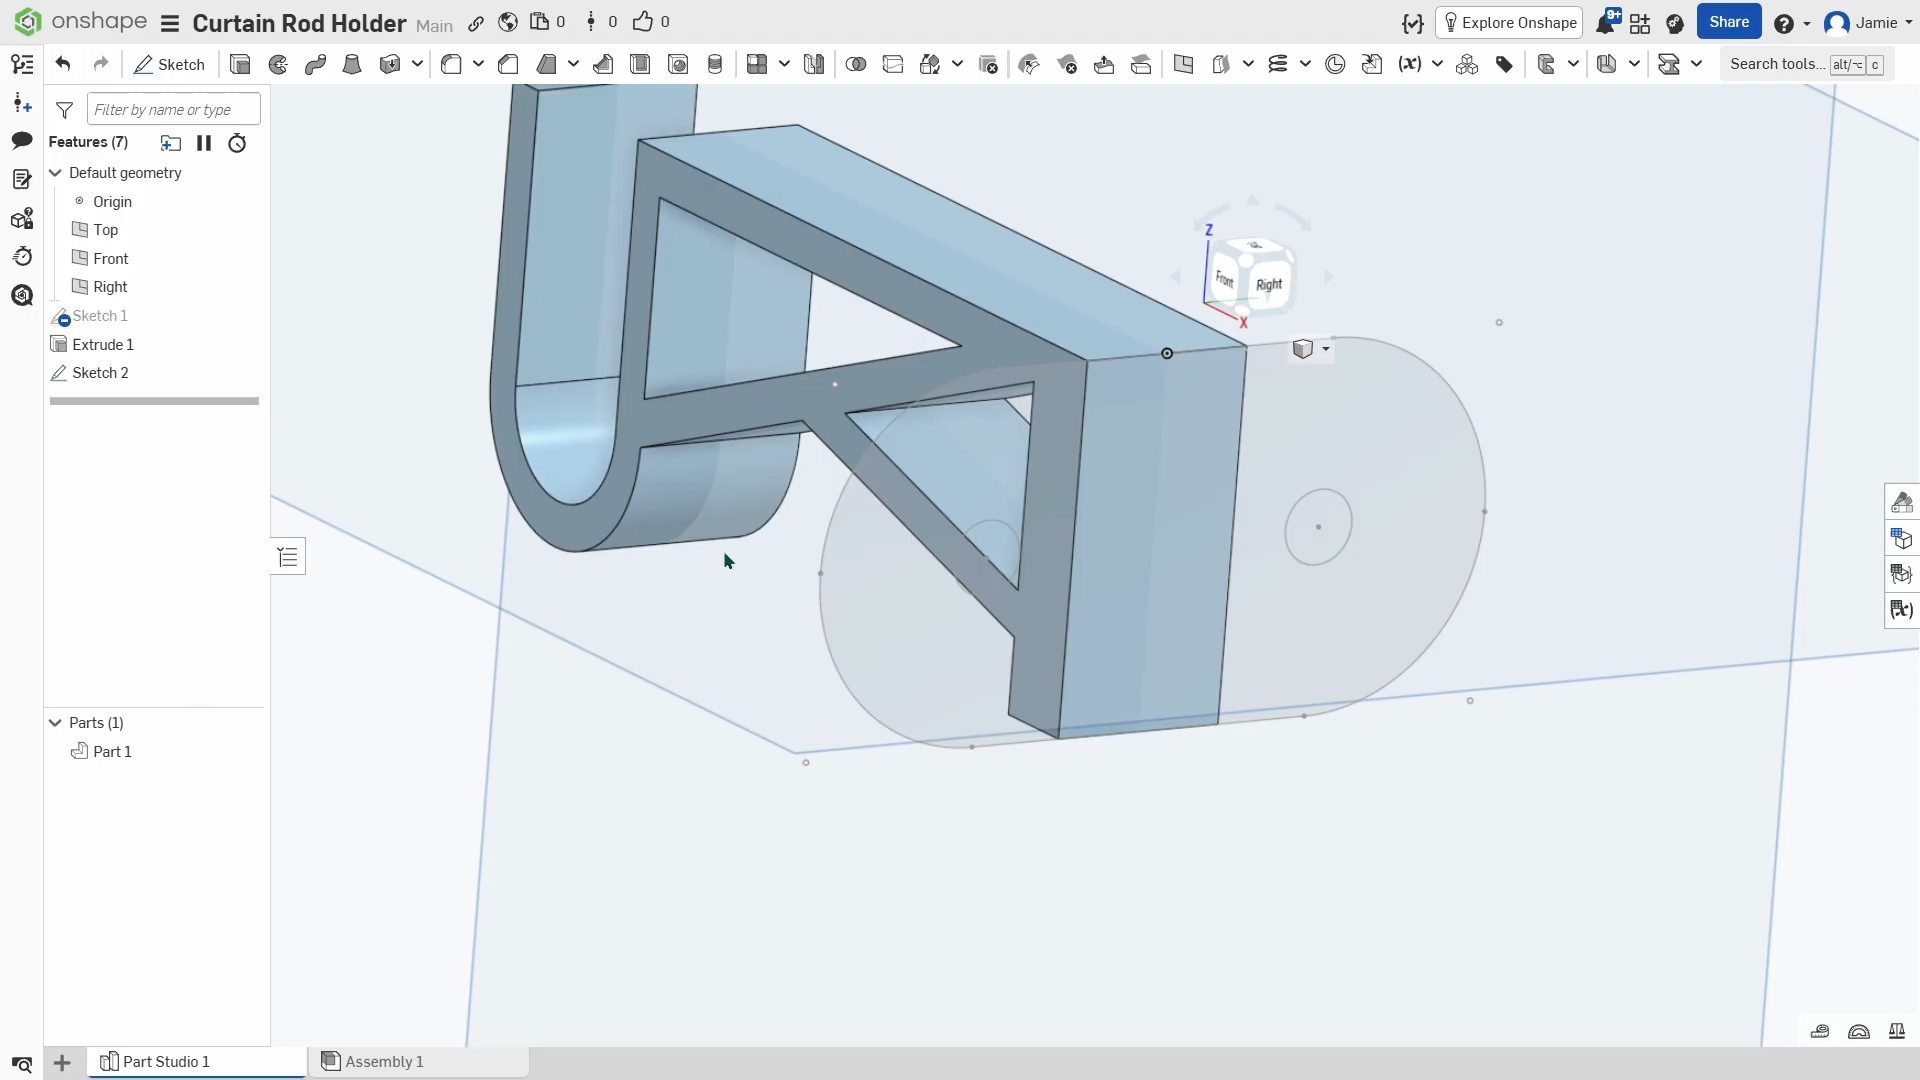 onshape Curtain Rod Holder Main 0 0 0 Explore Onshape 9+ Share Jamie
Sketch (x) Search tools... alt/⌥ c
Filter by name or type
Features (7)
Default geometry
Origin
Top
Front
Right
Sketch 1
Extrude 1
Sketch 2
Z
Front Right
X
(x)
Parts (1)
Part 1
Part Studio 1 Assembly 1